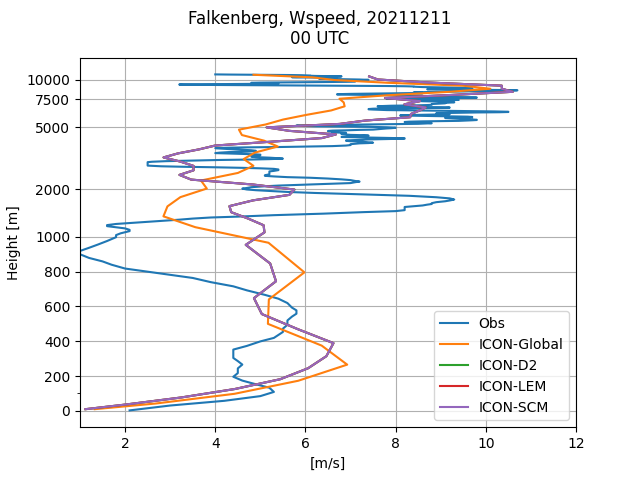 Falkenberg, Wspeed, 20211211
00 UTC
10000
7500
5000
2000
1000
800
600
400
200
0
Height [m]
2 4 6 8 10 12
[m/s]
Obs
ICON-Global
ICON-D2
ICON-LEM
ICON-SCM